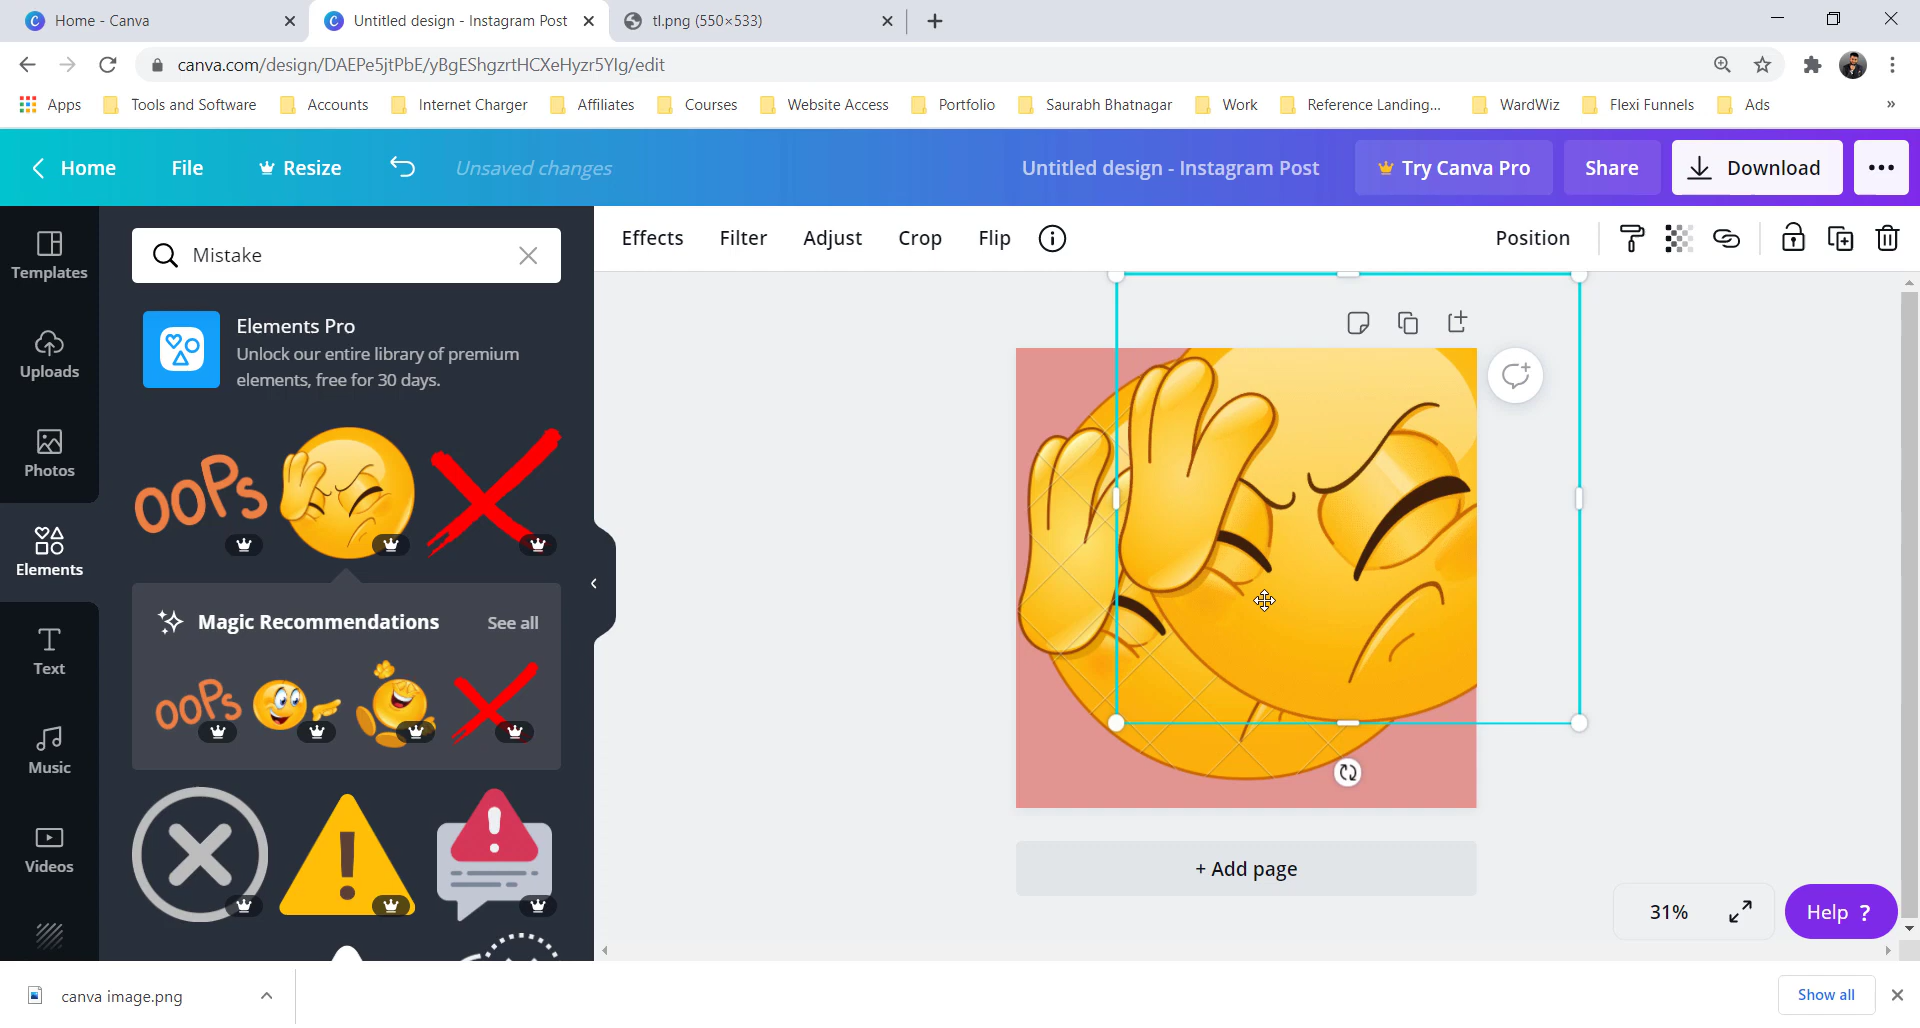 Home - Canva
Untitled design - Instagram Post
tl.png (550×533)
canva.com/design/DAEPe5jtPbE/yBgEShgzrtHCXeHyzr5YIg/edit
Apps
Tools and Software
Accounts
Internet Charger
Affiliates
Courses
Website Access
Portfolio
Saurabh Bhatnagar
Work
Reference Landing...
WardWiz
Flexi Funnels
Ads
Home
File
Resize
Unsaved changes
Untitled design - Instagram Post
Try Canva Pro
Share
Download
Mistake
Effects
Filter
Adjust
Crop
Flip
Position
Templates
Uploads
Photos
Elements
Text
Music
Videos
Elements Pro
Unlock our entire library of premium
elements, free for 30 days.
OOPs
Magic Recommendations
See all
OOPs
+ Add page
31%
Help ?
canva image.png
Show all